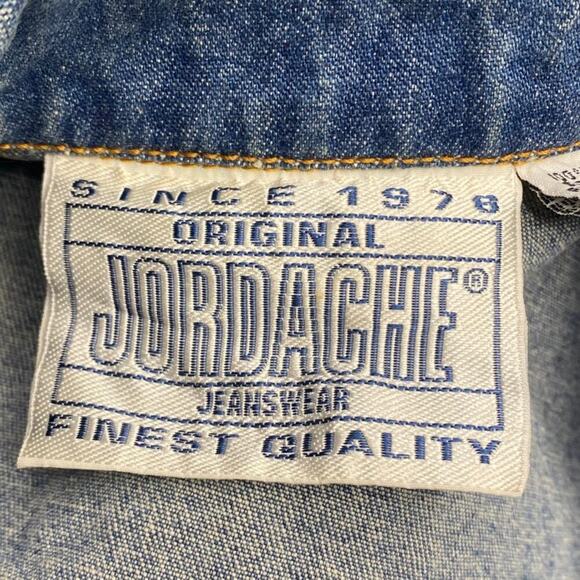 SINCE 1978
ORIGINAL
JORDACHE®
JEANSWEAR
FINEST QUALITY